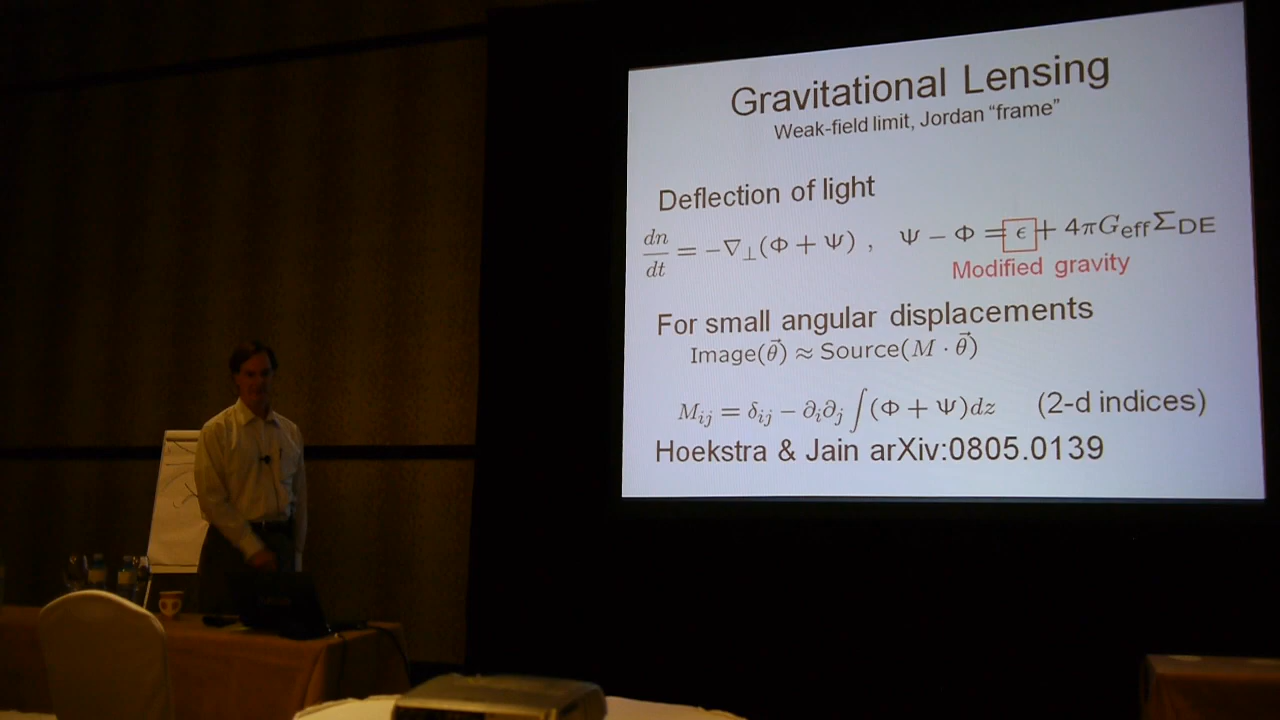 Gravitational Lensing
Weak-field limit, Jordan “frame”
Deflection of light
dn/dt = −∇⊥(Φ + Ψ) , Ψ − Φ = ϵ + 4πG_eff Σ_DE
Modified gravity
For small angular displacements
Image(θ⃗) ≈ Source(M · θ⃗)
M_ij = δ_ij − ∂_i∂_j ∫(Φ + Ψ)dz (2-d indices)
Hoekstra & Jain arXiv:0805.0139